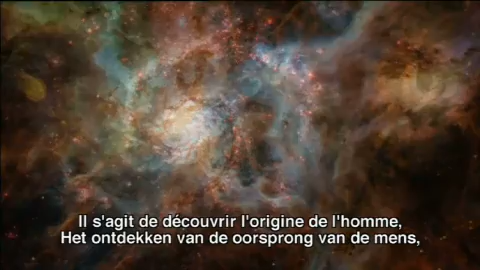 Il s'agit de découvrir l'origine de l'homme,
Het ontdekken van de oorsprong van de mens,